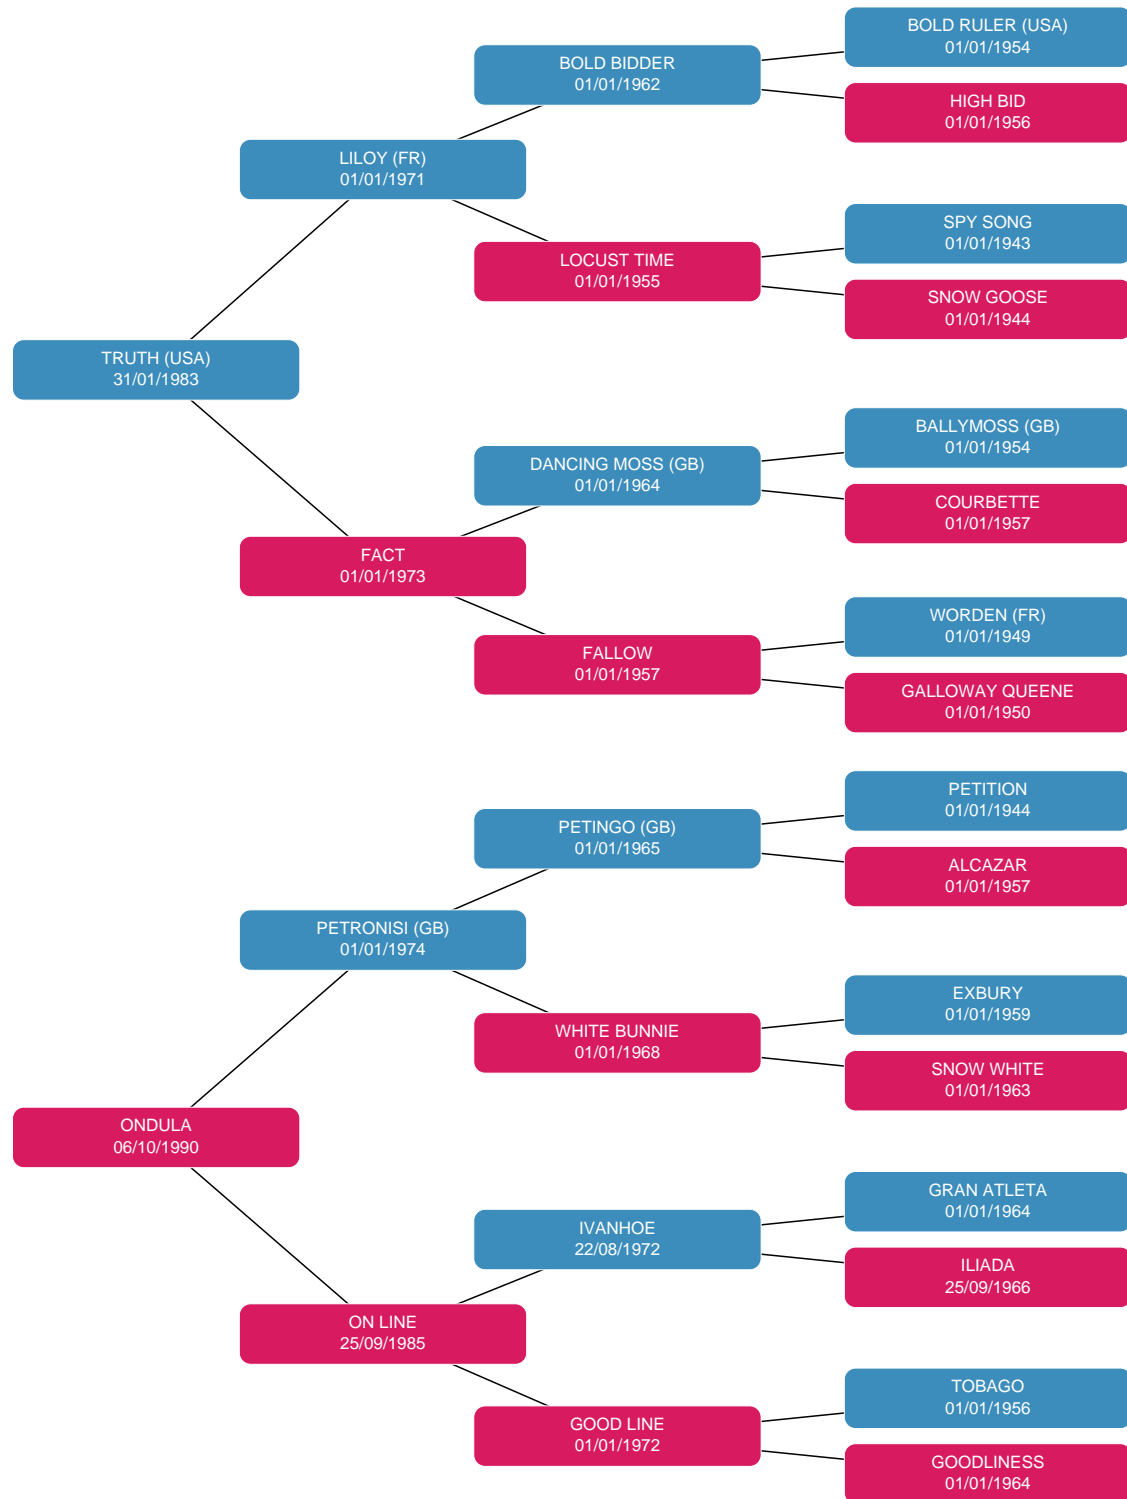 BOLD RULER (USA)
01/01/1954
BOLD BIDDER
01/01/1962
HIGH BID
01/01/1956
LILOY (FR)
01/01/1971
SPY SONG
01/01/1943
LOCUST TIME
01/01/1955
SNOW GOOSE
01/01/1944
TRUTH (USA)
31/01/1983
BALLYMOSS (GB)
01/01/1954
DANCING MOSS (GB)
01/01/1964
COURBETTE
01/01/1957
FACT
01/01/1973
WORDEN (FR)
01/01/1949
FALLOW
01/01/1957
GALLOWAY QUEENE
01/01/1950
PETITION
01/01/1944
PETINGO (GB)
01/01/1965
ALCAZAR
01/01/1957
PETRONISI (GB)
01/01/1974
EXBURY
01/01/1959
WHITE BUNNIE
01/01/1968
SNOW WHITE
01/01/1963
ONDULA
06/10/1990
GRAN ATLETA
01/01/1964
IVANHOE
22/08/1972
ILIADA
25/09/1966
ON LINE
25/09/1985
TOBAGO
01/01/1956
GOOD LINE
01/01/1972
GOODLINESS
01/01/1964